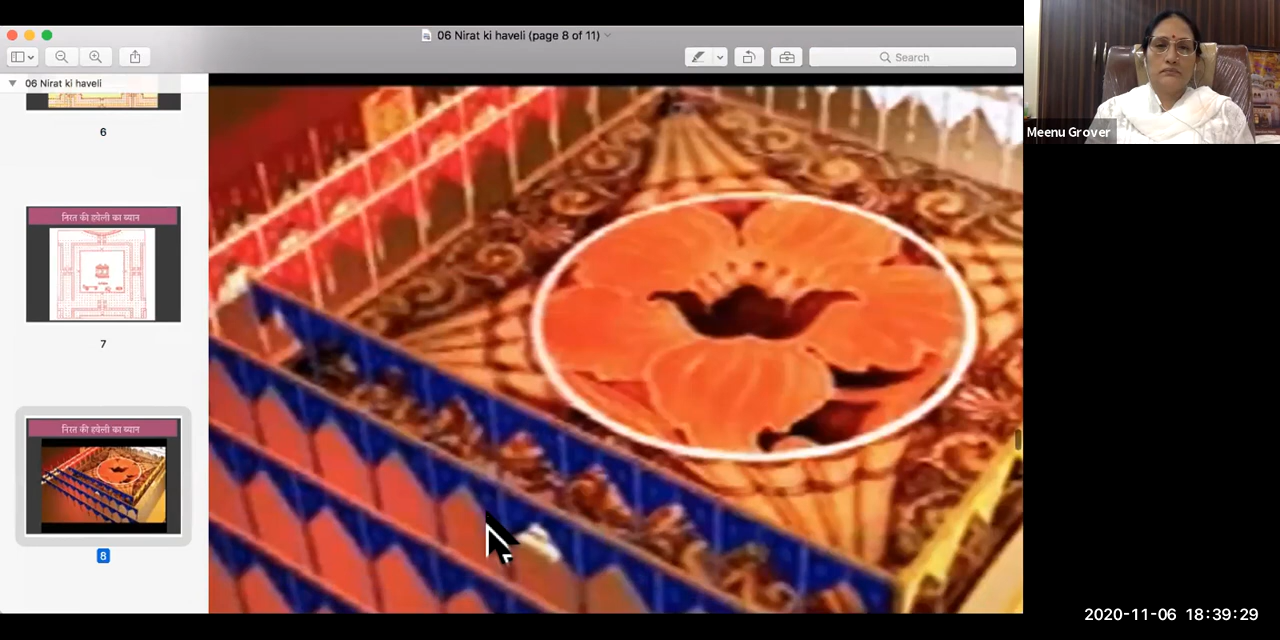 06 Nirat ki haveli (page 8 of 11)
Search
06 Nirat ki haveli
6
निरत की हवेली का ध्यान
7
निरत की हवेली का ध्यान
8
Meenu Grover
2020-11-06 18:39:29